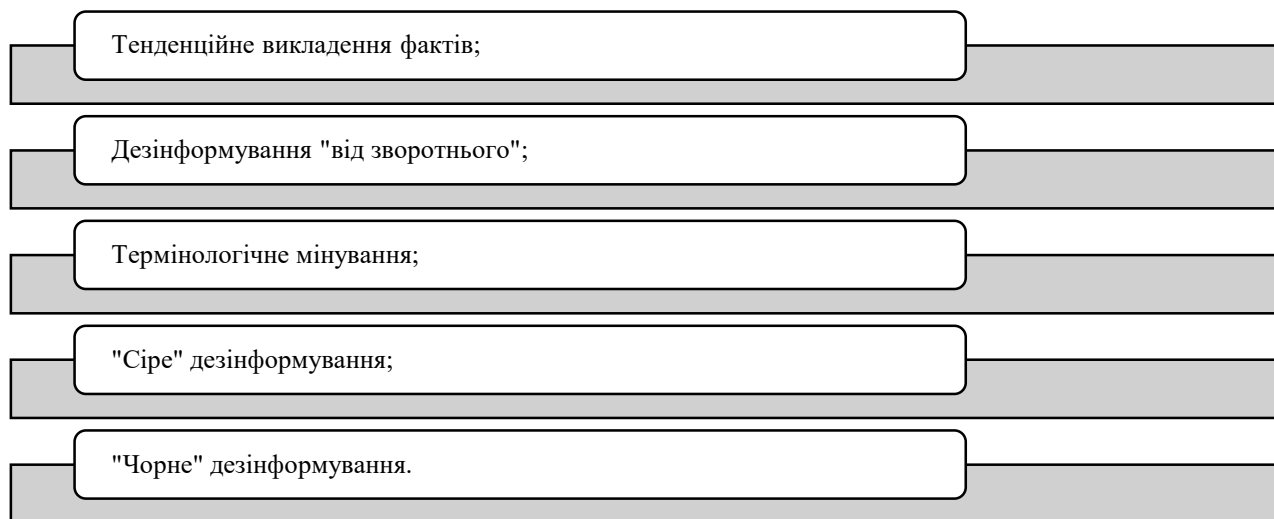 Тенденційне викладення фактів;
Дезінформування "від зворотнього";
Термінологічне мінування;
"Сіре" дезінформування;
"Чорне" дезінформування.